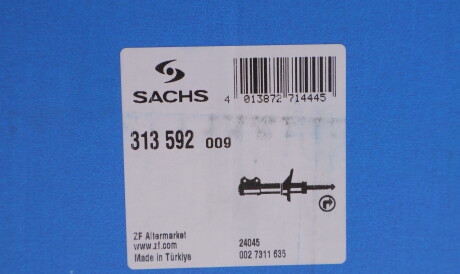 SACHS
4 013872 714445
313 592 009
ZF Aftermarket
www.zf.com
Made in Türkiye
24045
002 7311 635